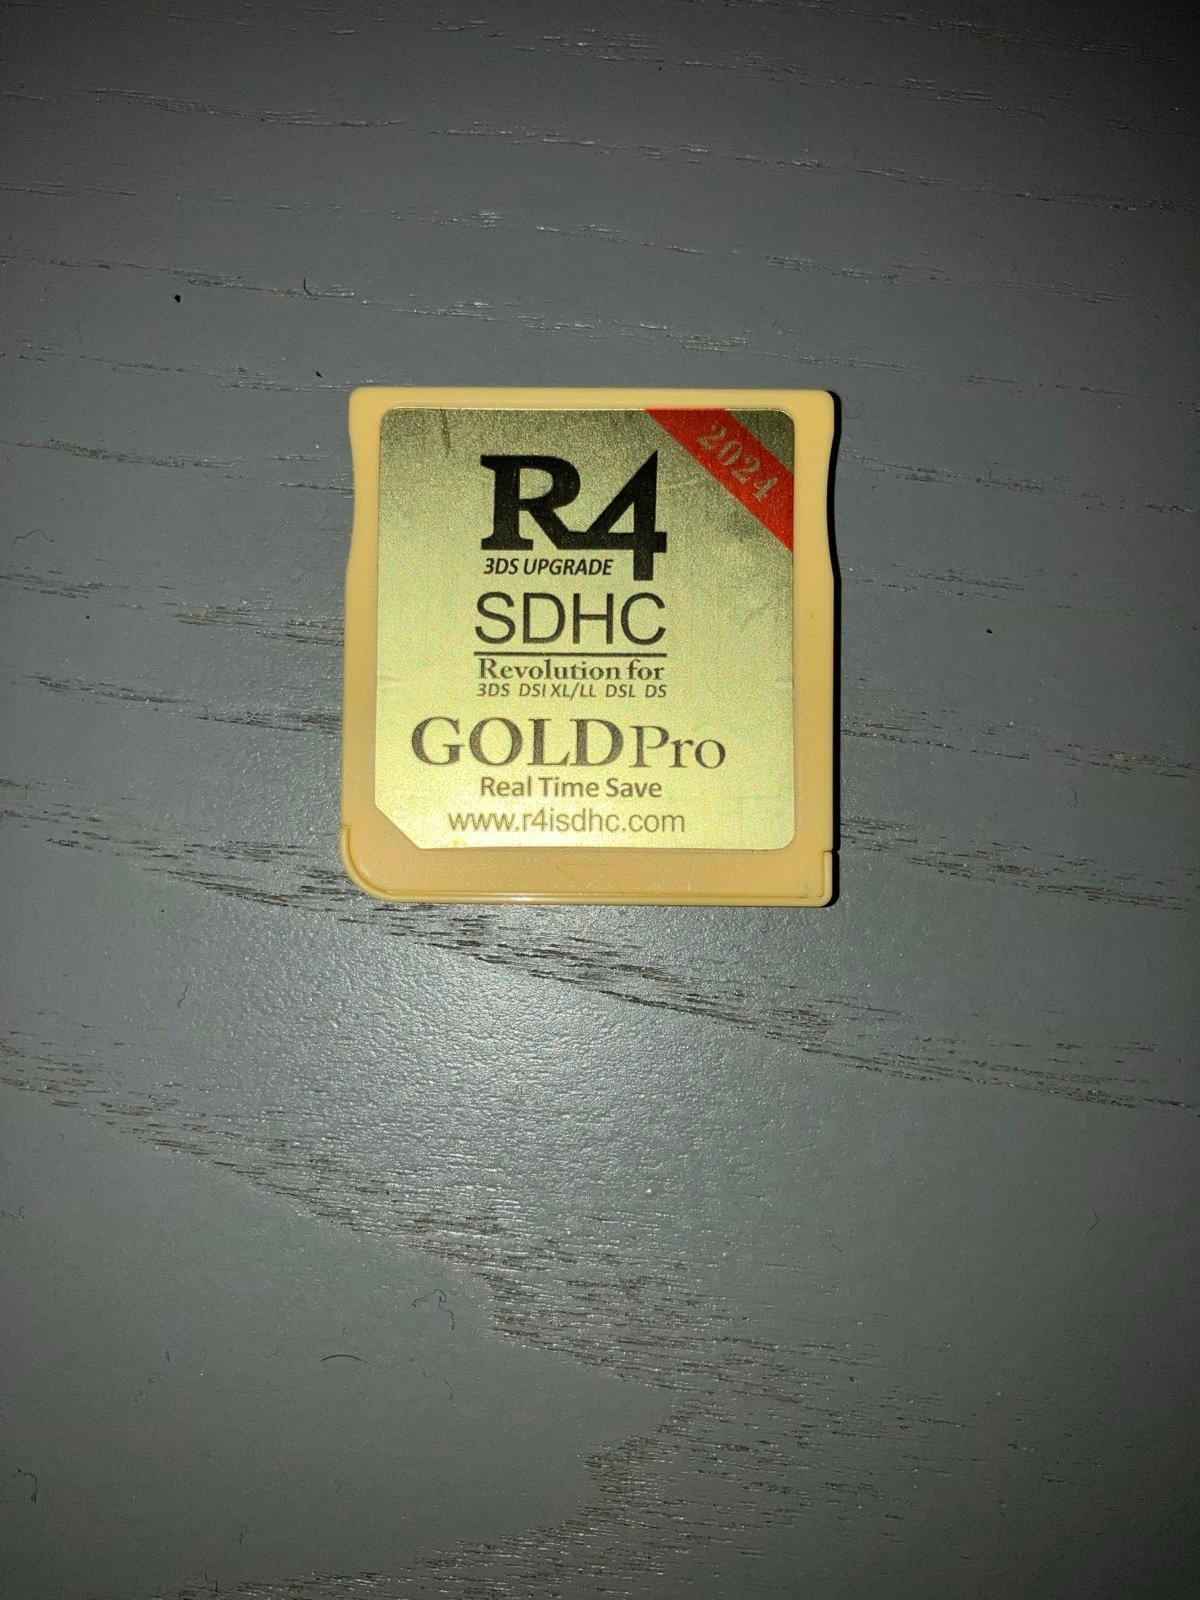 2024
R4
3DS UPGRADE
SDHC
Revolution for
3DS DSI XL/LL DSL DS
GOLD Pro
Real Time Save
www.r4isdhc.com